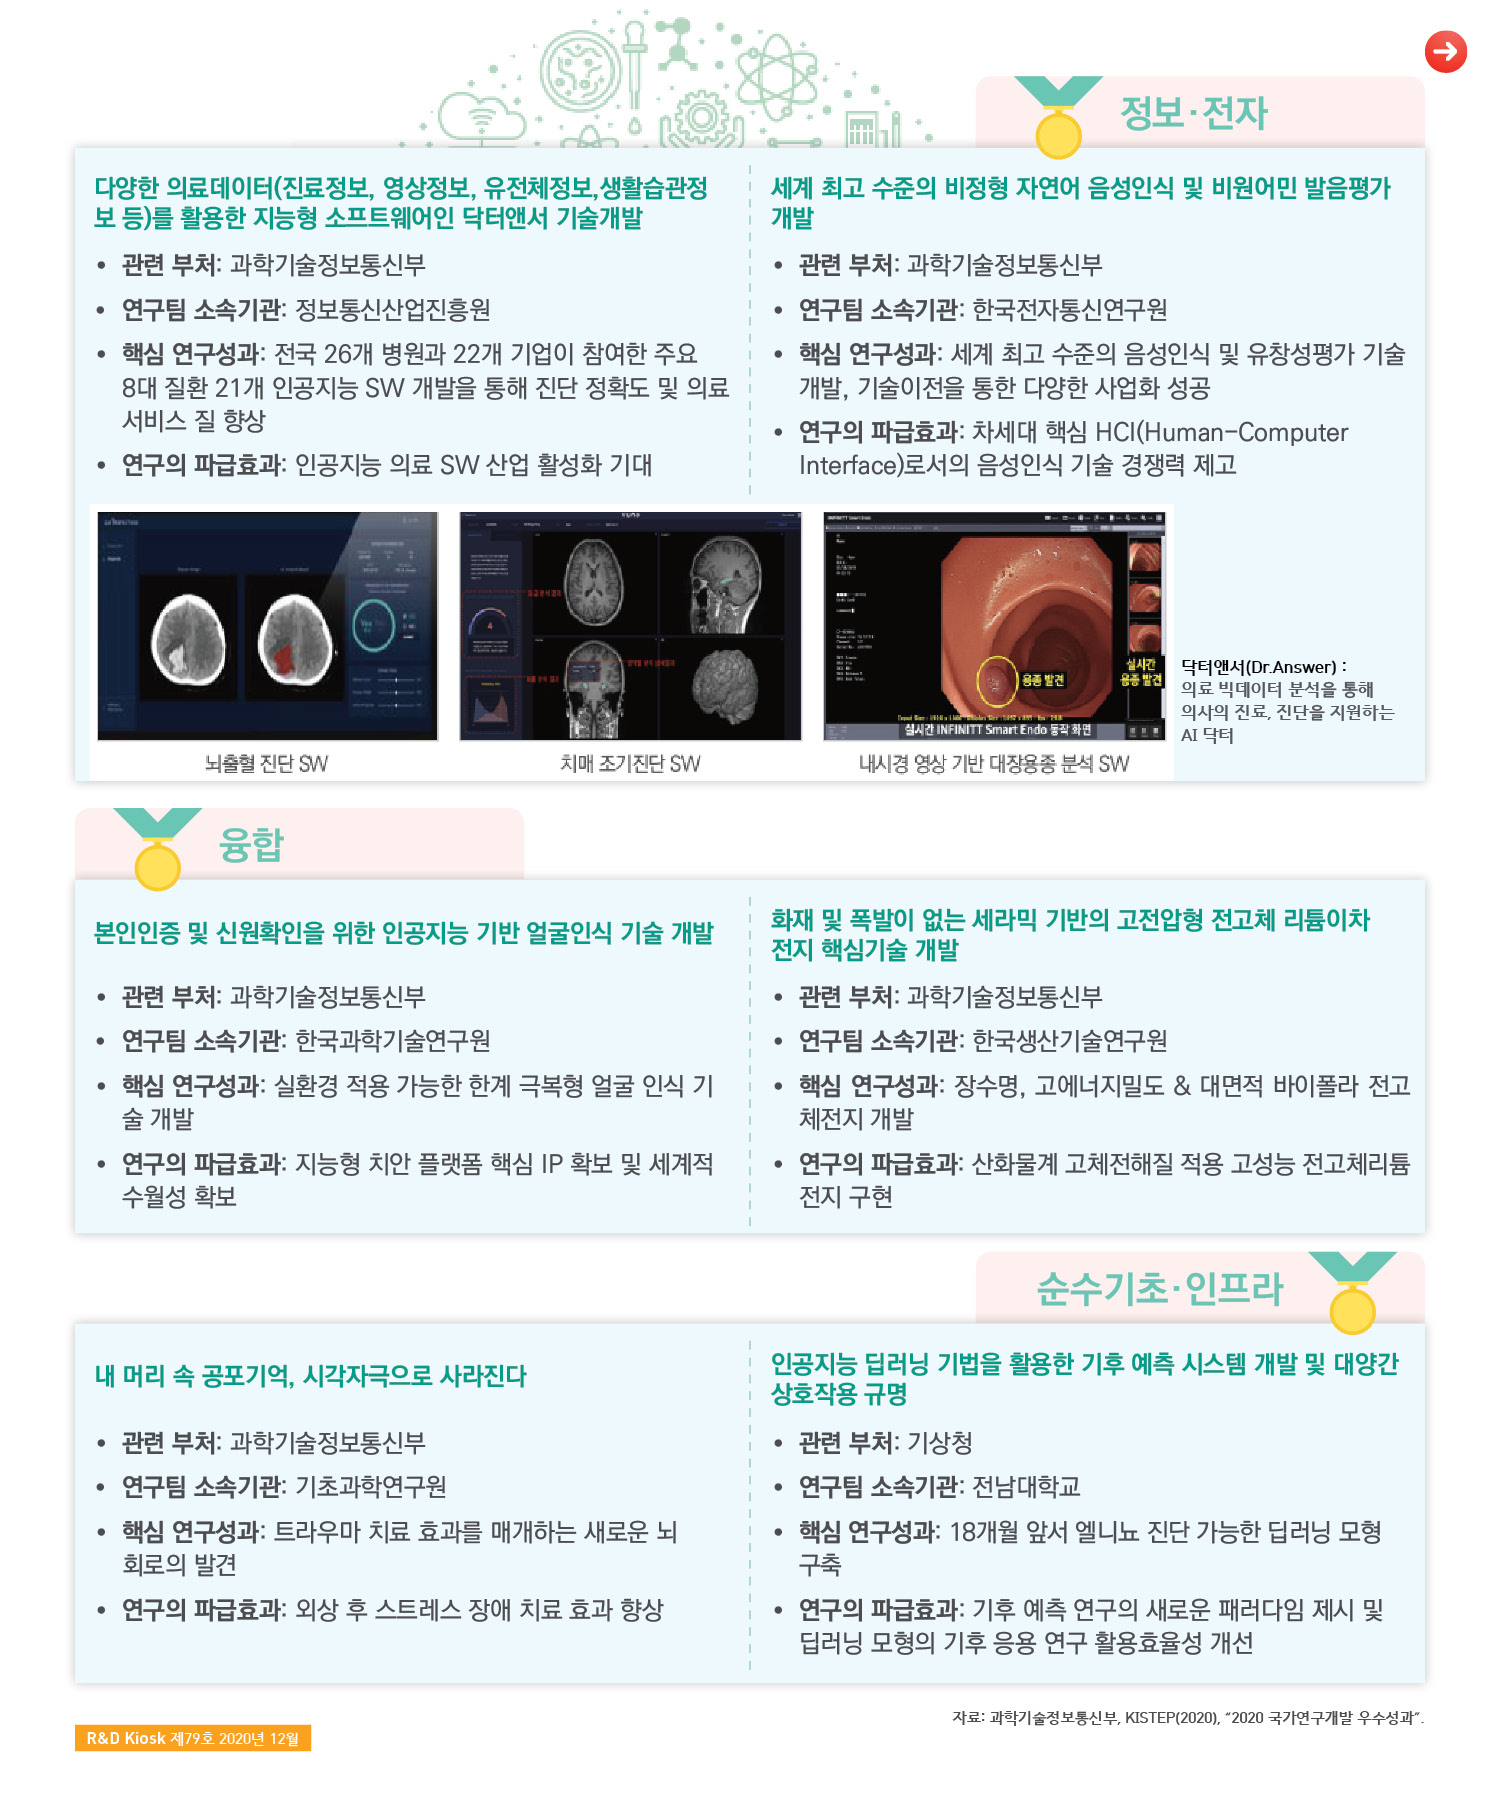 정보·전자
다양한 의료데이터(진료정보, 영상정보, 유전체정보,생활습관정
보 등)를 활용한 지능형 소프트웨어인 닥터앤서 기술개발
• 관련 부처: 과학기술정보통신부
• 연구팀 소속기관: 정보통신산업진흥원
• 핵심 연구성과: 전국 26개 병원과 22개 기업이 참여한 주요
8대 질환 21개 인공지능 SW 개발을 통해 진단 정확도 및 의료
서비스 질 향상
• 연구의 파급효과: 인공지능 의료 SW 산업 활성화 기대
세계 최고 수준의 비정형 자연어 음성인식 및 비원어민 발음평가
개발
• 관련 부처: 과학기술정보통신부
• 연구팀 소속기관: 한국전자통신연구원
• 핵심 연구성과: 세계 최고 수준의 음성인식 및 유창성평가 기술
개발, 기술이전을 통한 다양한 사업화 성공
• 연구의 파급효과: 차세대 핵심 HCI(Human-Computer
Interface)로서의 음성인식 기술 경쟁력 제고
4
INFINITT Smart Endo
용종 발견
실시간
용종 발견
실시간 INFINITT Smart Endo 동작 화면
뇌출혈 진단 SW
치매 조기진단 SW
내시경 영상 기반 대장용종 분석 SW
닥터앤서(Dr.Answer) :
의료 빅데이터 분석을 통해
의사의 진료, 진단을 지원하는
AI 닥터
융합
본인인증 및 신원확인을 위한 인공지능 기반 얼굴인식 기술 개발
• 관련 부처: 과학기술정보통신부
• 연구팀 소속기관: 한국과학기술연구원
• 핵심 연구성과: 실환경 적용 가능한 한계 극복형 얼굴 인식 기
술 개발
• 연구의 파급효과: 지능형 치안 플랫폼 핵심 IP 확보 및 세계적
수월성 확보
화재 및 폭발이 없는 세라믹 기반의 고전압형 전고체 리튬이차
전지 핵심기술 개발
• 관련 부처: 과학기술정보통신부
• 연구팀 소속기관: 한국생산기술연구원
• 핵심 연구성과: 장수명, 고에너지밀도 & 대면적 바이폴라 전고
체전지 개발
• 연구의 파급효과: 산화물계 고체전해질 적용 고성능 전고체리튬
전지 구현
순수기초·인프라
내 머리 속 공포기억, 시각자극으로 사라진다
• 관련 부처: 과학기술정보통신부
• 연구팀 소속기관: 기초과학연구원
• 핵심 연구성과: 트라우마 치료 효과를 매개하는 새로운 뇌
회로의 발견
• 연구의 파급효과: 외상 후 스트레스 장애 치료 효과 향상
인공지능 딥러닝 기법을 활용한 기후 예측 시스템 개발 및 대양간
상호작용 규명
• 관련 부처: 기상청
• 연구팀 소속기관: 전남대학교
• 핵심 연구성과: 18개월 앞서 엘니뇨 진단 가능한 딥러닝 모형
구축
• 연구의 파급효과: 기후 예측 연구의 새로운 패러다임 제시 및
딥러닝 모형의 기후 응용 연구 활용효율성 개선
자료: 과학기술정보통신부, KISTEP(2020), “2020 국가연구개발 우수성과”.
R&D Kiosk 제79호 2020년 12월